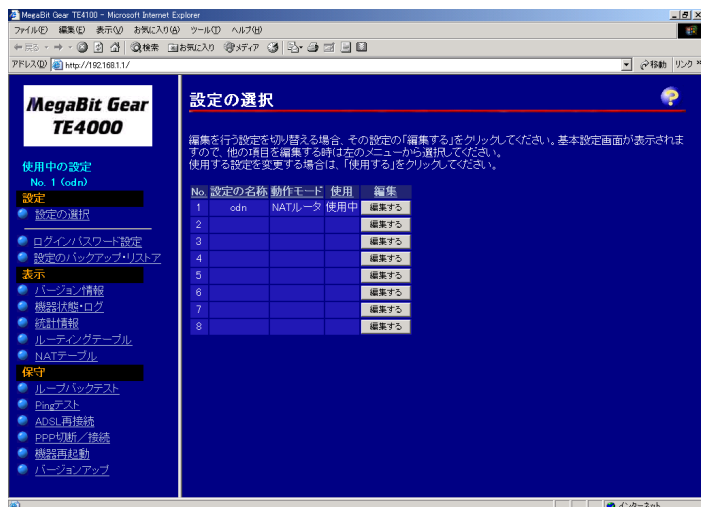 MegaBit Gear TE4100 - Microsoft Internet Explorer
ファイル(F) 編集(E) 表示(V) お気に入り(A) ツール(T) ヘルプ(H)
戻る 検索 お気に入り メディア
アドレス(D) http://192.168.1.1/ 移動 リンク »
MegaBit Gear
TE4000
使用中の設定
No. 1 (odn)
設定
設定の選択
ログインパスワード設定
設定のバックアップ・リストア
表示
バージョン情報
機器状態・ログ
統計情報
ルーティングテーブル
NATテーブル
保守
ループバックテスト
Pingテスト
ADSL再接続
PPP切断／接続
機器再起動
バージョンアップ
設定の選択
編集を行う設定を切り替える場合、その設定の「編集する」をクリックしてください。基本設定画面が表示されま
すので、他の項目を編集する時は左のメニューから選択してください。
使用する設定を変更する場合は、「使用する」をクリックしてください。
No. 設定の名称 動作モード 使用 編集
1 odn NATルータ 使用中 編集する
2 編集する
3 編集する
4 編集する
5 編集する
6 編集する
7 編集する
8 編集する
インターネット